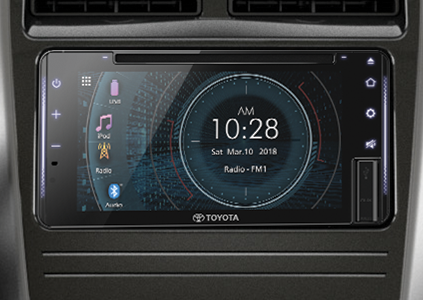 USB
iPod
Radio
Audio
AM
10:28
Sat Mar.10 2018
Radio - FM1
TOYOTA